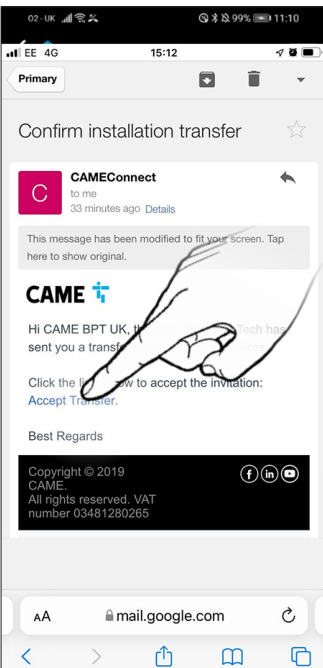 O2 - UK 99% 11:10
EE 4G 15:12
Primary
Confirm installation transfer
C
CAMEConnect
to me
33 minutes ago Details
This message has been modified to fit your screen. Tap
here to show original.
CAME
Hi CAME BPT UK, Tech has
sent you a
Click the to accept the invitation:
Accept Transfer.
Best Regards
Copyright © 2019
CAME.
All rights reserved. VAT
number 03481280265
f in
AA mail.google.com